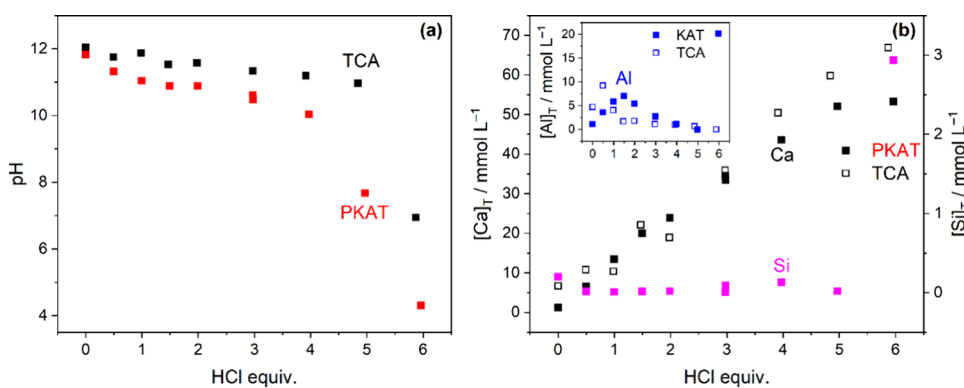 (a)
12
10
8
6
4
pH
TCA
PKAT
0 1 2 3 4 5 6
HCl equiv.
(b)
70
60
50
40
30
20
10
0
[Ca]T / mmol L⁻¹
20
15
10
5
0
[Al]T / mmol L⁻¹
KAT
TCA
Al
0 1 2 3 4 5 6
Ca
PKAT
TCA
Si
3
2
1
0
[Si]T / mmol L⁻¹
0 1 2 3 4 5 6
HCl equiv.